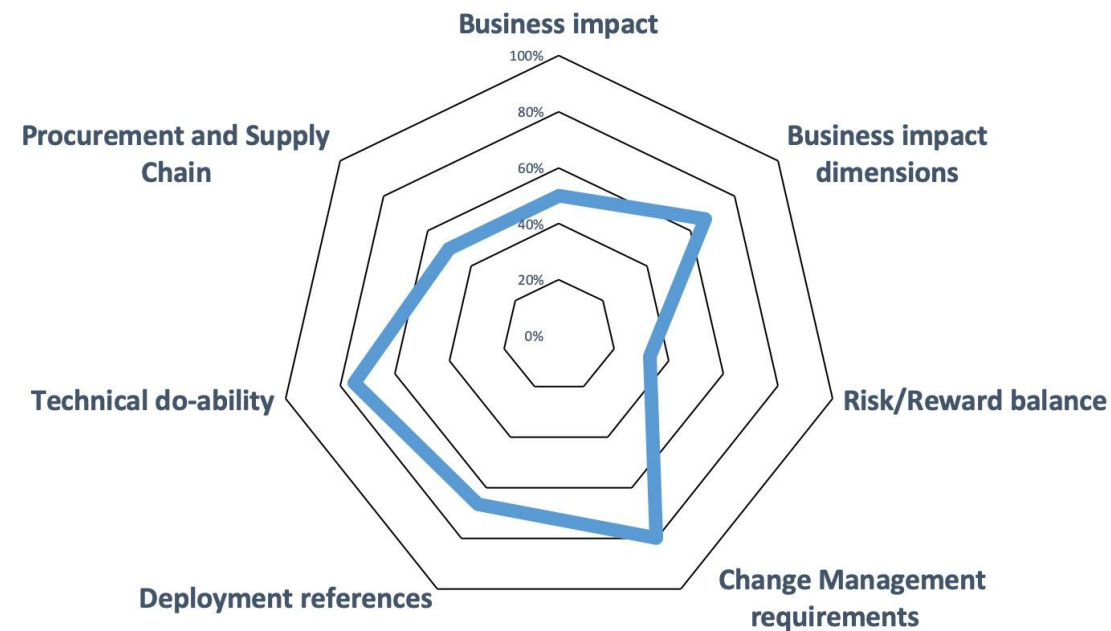 Business impact
100%
80%
60%
40%
20%
0%
Business impact
dimensions
Risk/Reward balance
Change Management
requirements
Deployment references
Technical do-ability
Procurement and Supply
Chain